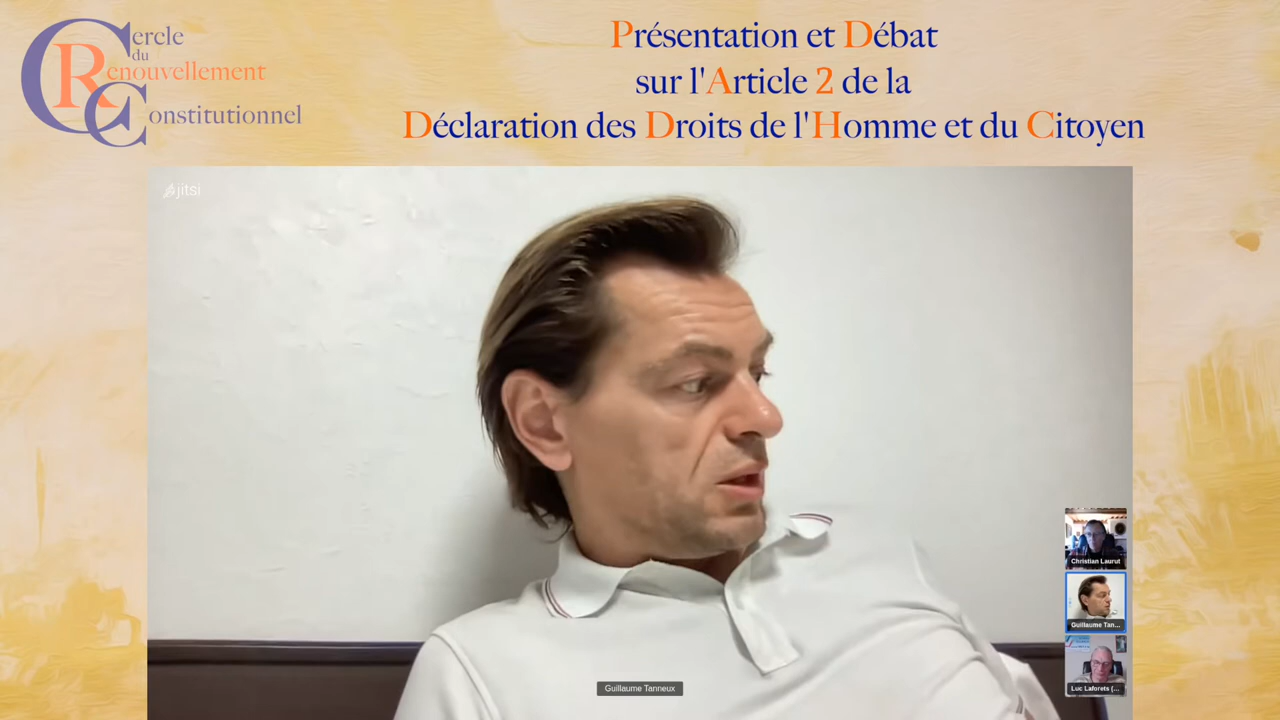 Cercle
du
Renouvellement
Constitutionnel
Présentation et Débat
sur l'Article 2 de la
Déclaration des Droits de l'Homme et du Citoyen
jitsi
Christian Laurut
Guillaume Tan...
Luc Laforets (...
Guillaume Tanneux